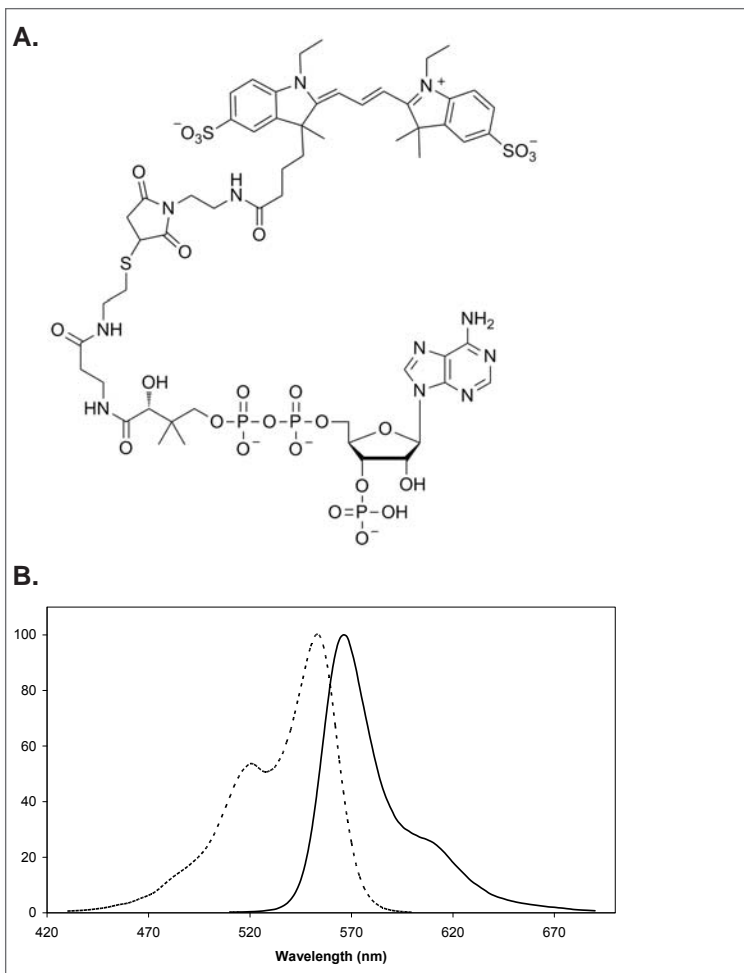 A.
N
N +
⁻O₃S
SO₃⁻
O
H
N
N
O
O
S
O
NH
NH₂
N
N
OH
O
O
N
N
HN
O
P
O
P
O
O
O
O⁻
O⁻
O
OH
O
P
OH
O⁻
B.
100
80
60
40
20
0
420 470 520 570 620 670
Wavelength (nm)